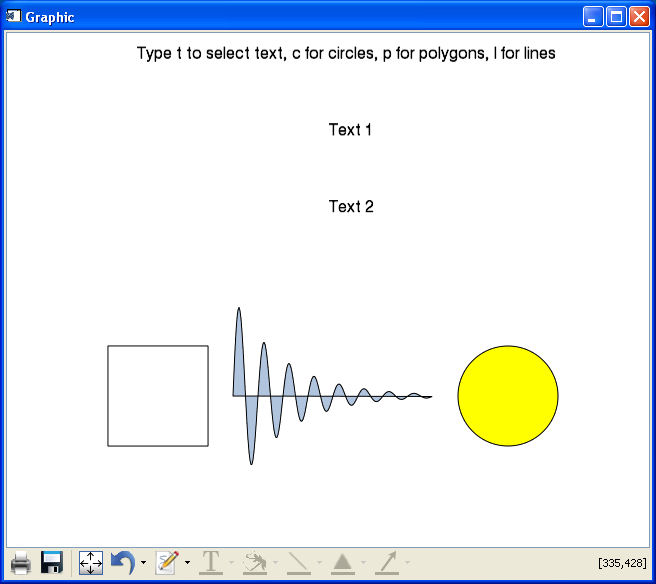 Graphic
Type t to select text, c for circles, p for polygons, l for lines
Text 1
Text 2
[335,428]